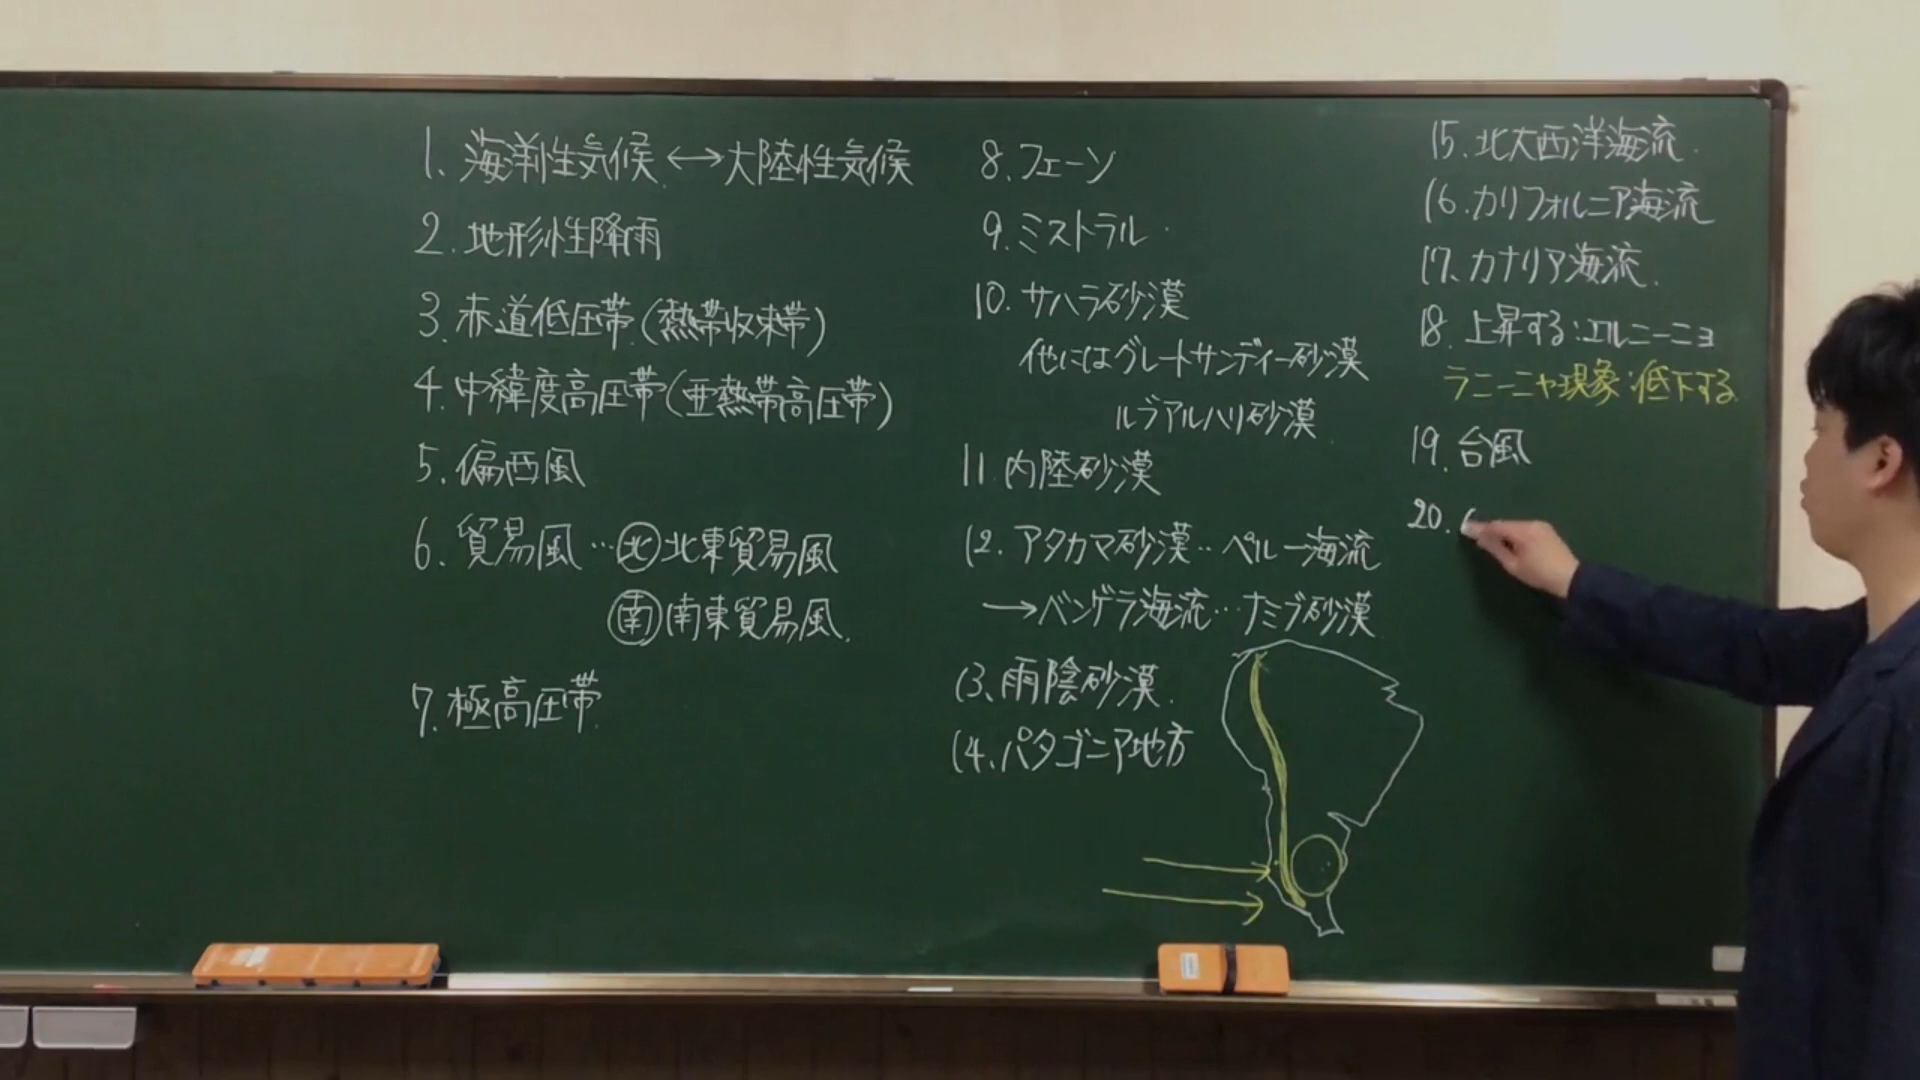 1. 海洋性気候 ↔ 大陸性気候
2. 地形性降雨
3. 赤道低圧帯(熱帯収束帯)
4. 中緯度高圧帯(亜熱帯高圧帯)
5. 偏西風
6. 貿易風…㊗北東貿易風
南 南東貿易風.
7. 極高圧帯
8. フェーン
9. ミストラル
10. サハラ砂漠
他にはグレートサンディー砂漠
ルブアルハリ砂漠
11. 内陸砂漠
12. アタカマ砂漠‥ペルー海流
→ベンゲラ海流…ナミブ砂漠
13. 雨陰砂漠.
14. パタゴニア地方
15. 北大西洋海流.
16. カリフォルニア海流
17. カナリア海流.
18. 上昇する:エルニーニョ
ラニーニャ現象:低下する
19. 台風
20.